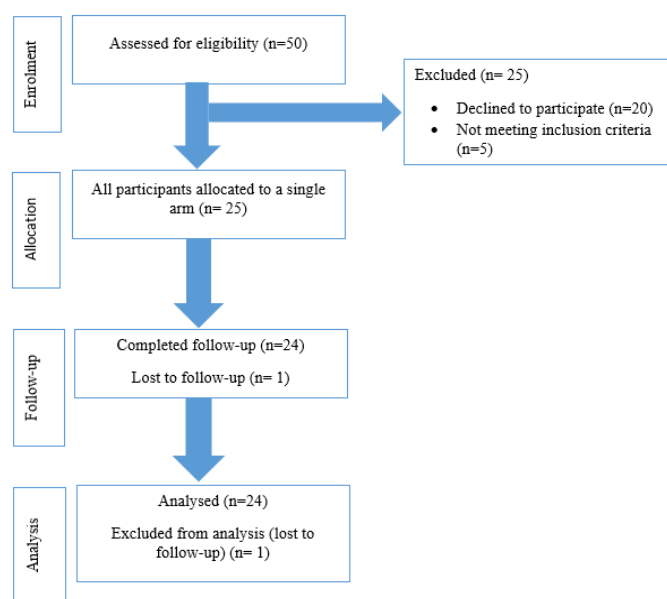 Enrolment
Assessed for eligibility (n=50)
Excluded (n= 25)
• Declined to participate (n=20)
• Not meeting inclusion criteria
(n=5)
Allocation
All participants allocated to a single
arm (n= 25)
Follow-up
Completed follow-up (n=24)
Lost to follow-up (n= 1)
Analysis
Analysed (n=24)
Excluded from analysis (lost to
follow-up) (n= 1)